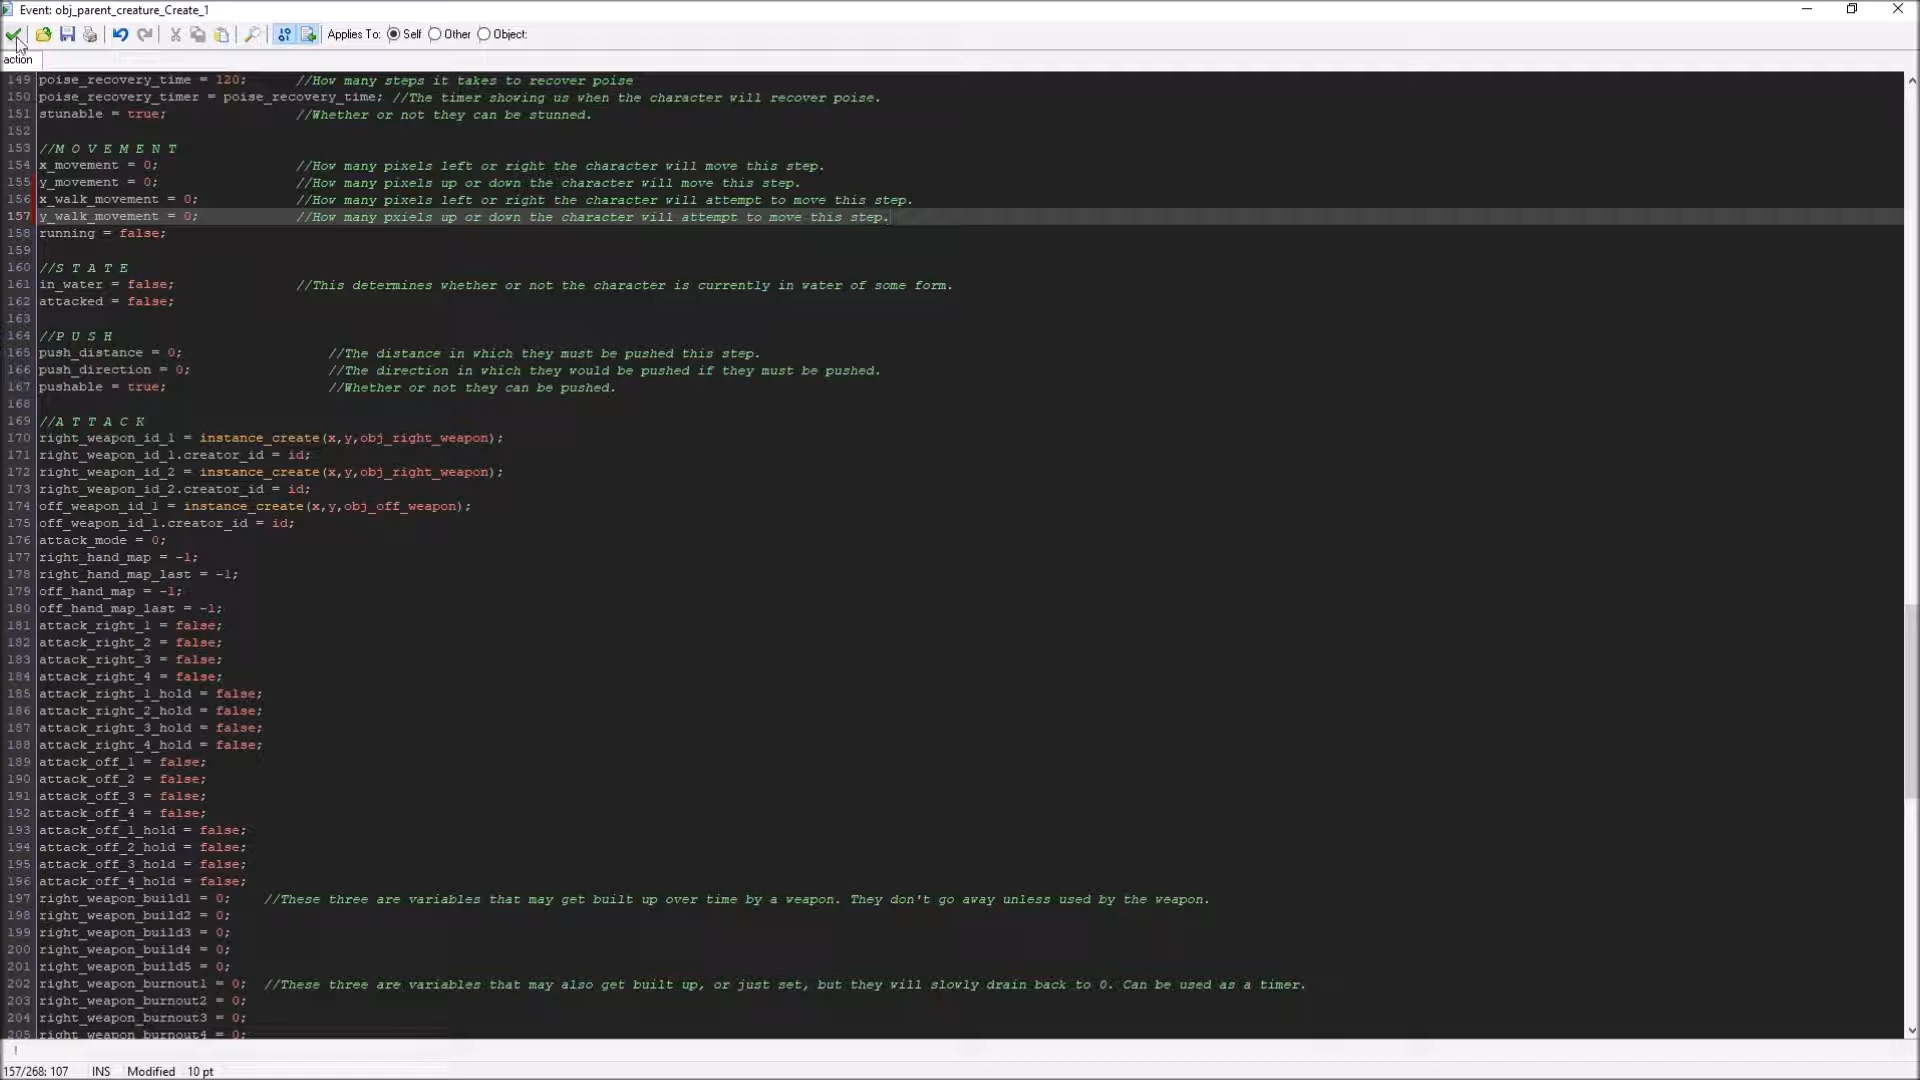 Event: obj_parent_creature_Create_1
Applies To: Self Other Object:
action
149 poise_recovery_time = 120; //How many steps it takes to recover poise
150 poise_recovery_timer = poise_recovery_time; //The timer showing us when the character will recover poise.
151 stunable = true; //Whether or not they can be stunned.
152
153 //M O V E M E N T
154 x_movement = 0; //How many pixels left or right the character will move this step.
155 y_movement = 0; //How many pixels up or down the character will move this step.
156 x_walk_movement = 0; //How many pixels left or right the character will attempt to move this step.
157 y_walk_movement = 0; //How many pxiels up or down the character will attempt to move this step.
158 running = false;
159
160 //S T A T E
161 in_water = false; //This determines whether or not the character is currently in water of some form.
162 attacked = false;
163
164 //P U S H
165 push_distance = 0; //The distance in which they must be pushed this step.
166 push_direction = 0; //The direction in which they would be pushed if they must be pushed.
167 pushable = true; //Whether or not they can be pushed.
168
169 //A T T A C K
170 right_weapon_id_1 = instance_create(x,y,obj_right_weapon);
171 right_weapon_id_1.creator_id = id;
172 right_weapon_id_2 = instance_create(x,y,obj_right_weapon);
173 right_weapon_id_2.creator_id = id;
174 off_weapon_id_1 = instance_create(x,y,obj_off_weapon);
175 off_weapon_id_1.creator_id = id;
176 attack_mode = 0;
177 right_hand_map = -1;
178 right_hand_map_last = -1;
179 off_hand_map = -1;
180 off_hand_map_last = -1;
181 attack_right_1 = false;
182 attack_right_2 = false;
183 attack_right_3 = false;
184 attack_right_4 = false;
185 attack_right_1_hold = false;
186 attack_right_2_hold = false;
187 attack_right_3_hold = false;
188 attack_right_4_hold = false;
189 attack_off_1 = false;
190 attack_off_2 = false;
191 attack_off_3 = false;
192 attack_off_4 = false;
193 attack_off_1_hold = false;
194 attack_off_2_hold = false;
195 attack_off_3_hold = false;
196 attack_off_4_hold = false;
197 right_weapon_build1 = 0; //These three are variables that may get built up over time by a weapon. They don't go away unless used by the weapon.
198 right_weapon_build2 = 0;
199 right_weapon_build3 = 0;
200 right_weapon_build4 = 0;
201 right_weapon_build5 = 0;
202 right_weapon_burnout1 = 0; //These three are variables that may also get built up, or just set, but they will slowly drain back to 0. Can be used as a timer.
203 right_weapon_burnout2 = 0;
204 right_weapon_burnout3 = 0;
205 right_weapon_burnout4 = 0;
!
157/268: 107 INS Modified 10 pt